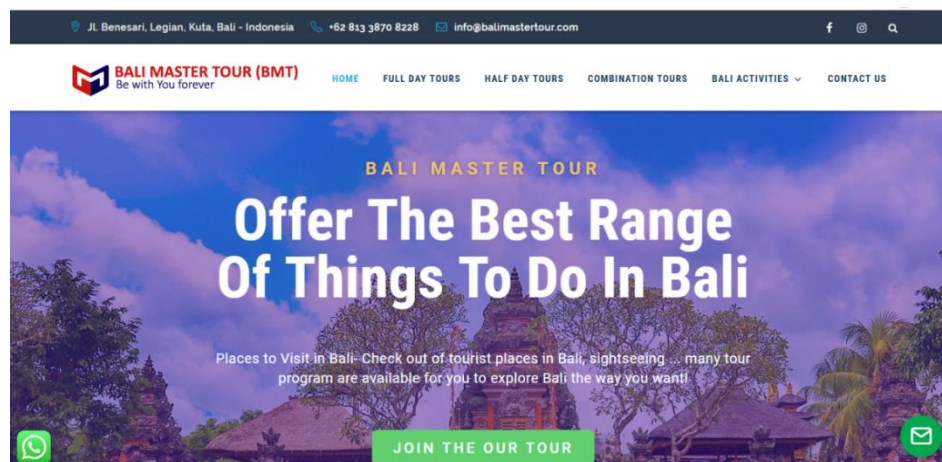 Jl. Benesari, Legian, Kuta, Bali - Indonesia +62 813 3870 8228 info@balimastertour.com
BALI MASTER TOUR (BMT)
Be with You forever
HOME FULL DAY TOURS HALF DAY TOURS COMBINATION TOURS BALI ACTIVITIES CONTACT US
BALI MASTER TOUR
Offer The Best Range
Of Things To Do In Bali
Places to Visit in Bali- Check out of tourist places in Bali, sightseeing ... many tour
program are available for you to explore Bali the way you want!
JOIN THE OUR TOUR